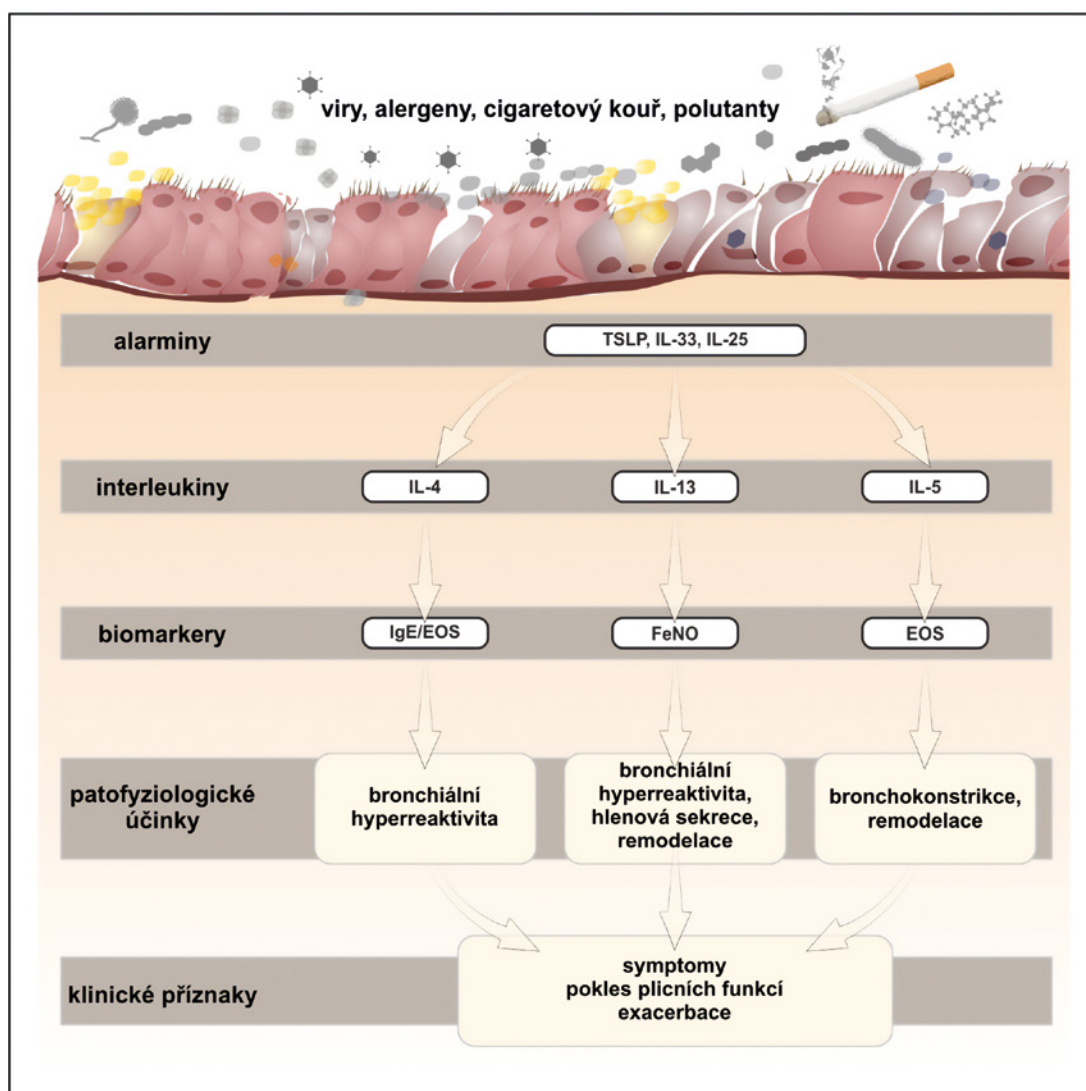 viry, alergeny, cigaretový kouř, polutanty
alarminy
TSLP, IL-33, IL-25
interleukiny
IL-4
IL-13
IL-5
biomarkery
IgE/EOS
FeNO
EOS
patofyziologické
účinky
bronchiální
hyperreaktivita
bronchiální
hyperreaktivita,
hlenová sekrece,
remodelace
bronchokonstrikce,
remodelace
klinické příznaky
symptomy
pokles plicních funkcí
exacerbace